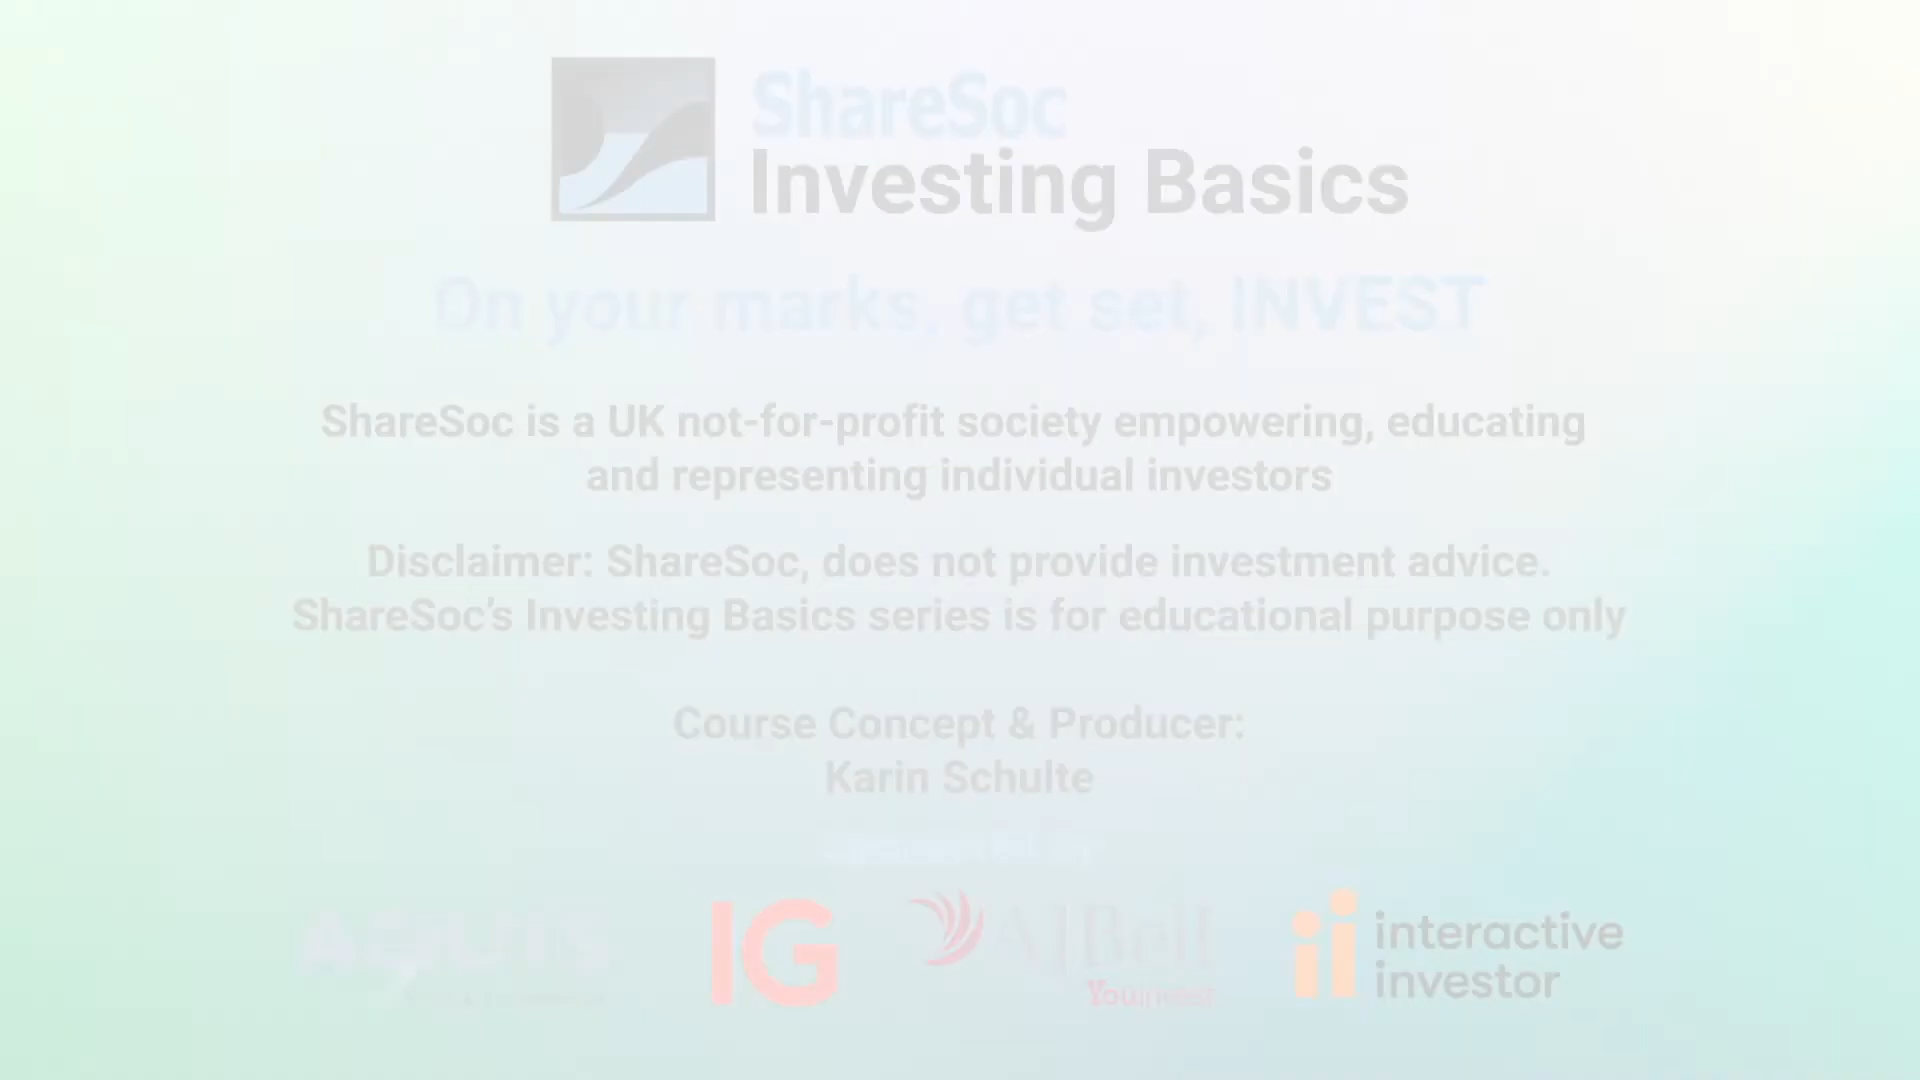 ShareSoc
Investing Basics
On your marks, get set, INVEST
ShareSoc is a UK not-for-profit society empowering, educating
and representing individual investors
Disclaimer: ShareSoc, does not provide investment advice.
ShareSoc’s Investing Basics series is for educational purpose only
Course Concept & Producer:
Karin Schulte
AQUIS
IG
AJBell
Youinvest
interactive
investor